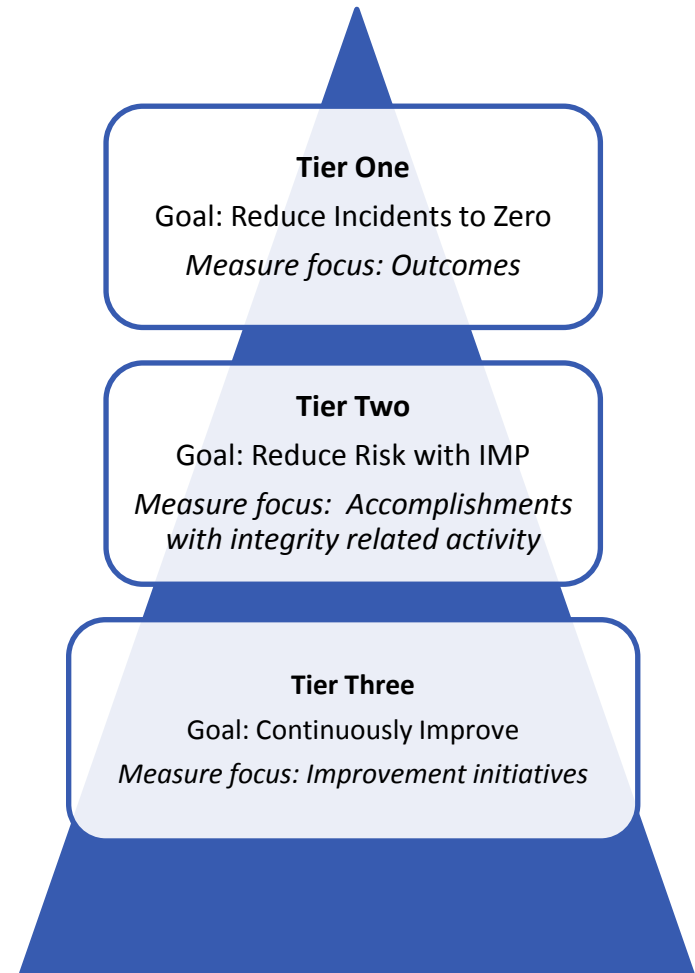 Tier One
Goal: Reduce Incidents to Zero
Measure focus: Outcomes
Tier Two
Goal: Reduce Risk with IMP
Measure focus:  Accomplishments
with integrity related activity
Tier Three
Goal: Continuously Improve
Measure focus: Improvement initiatives